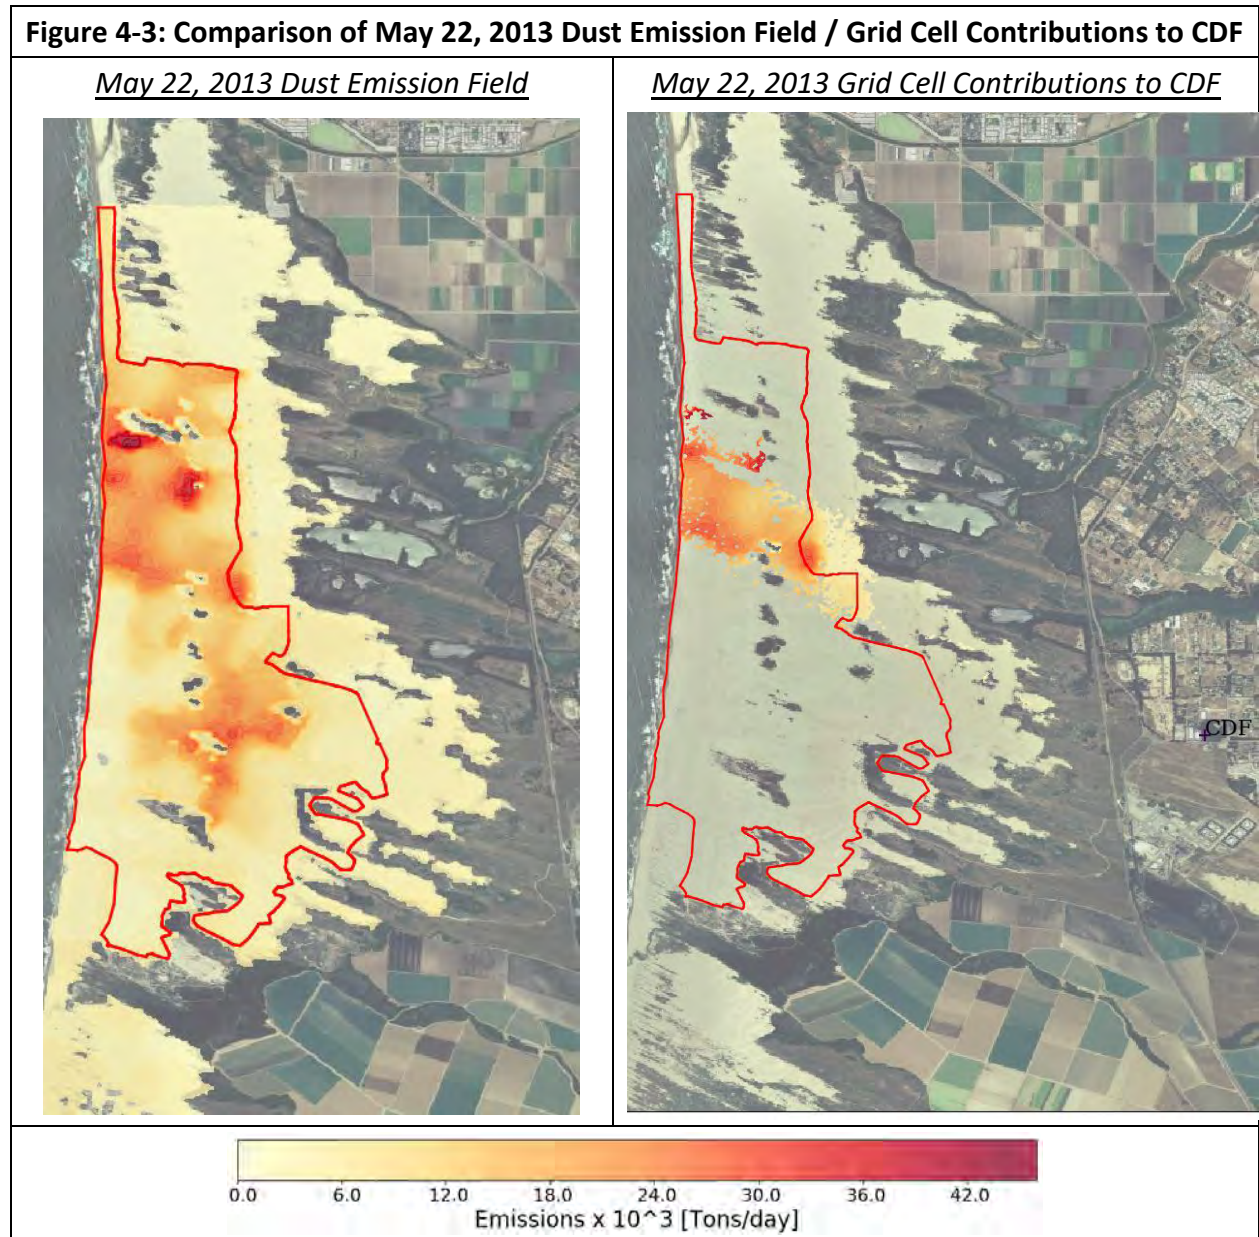 Figure 4-3: Comparison of May 22, 2013 Dust Emission Field / Grid Cell Contributions to CDF
May 22, 2013 Dust Emission Field
May 22, 2013 Grid Cell Contributions to CDF
CDF
0.0 6.0 12.0 18.0 24.0 30.0 36.0 42.0
Emissions x 10^3 [Tons/day]